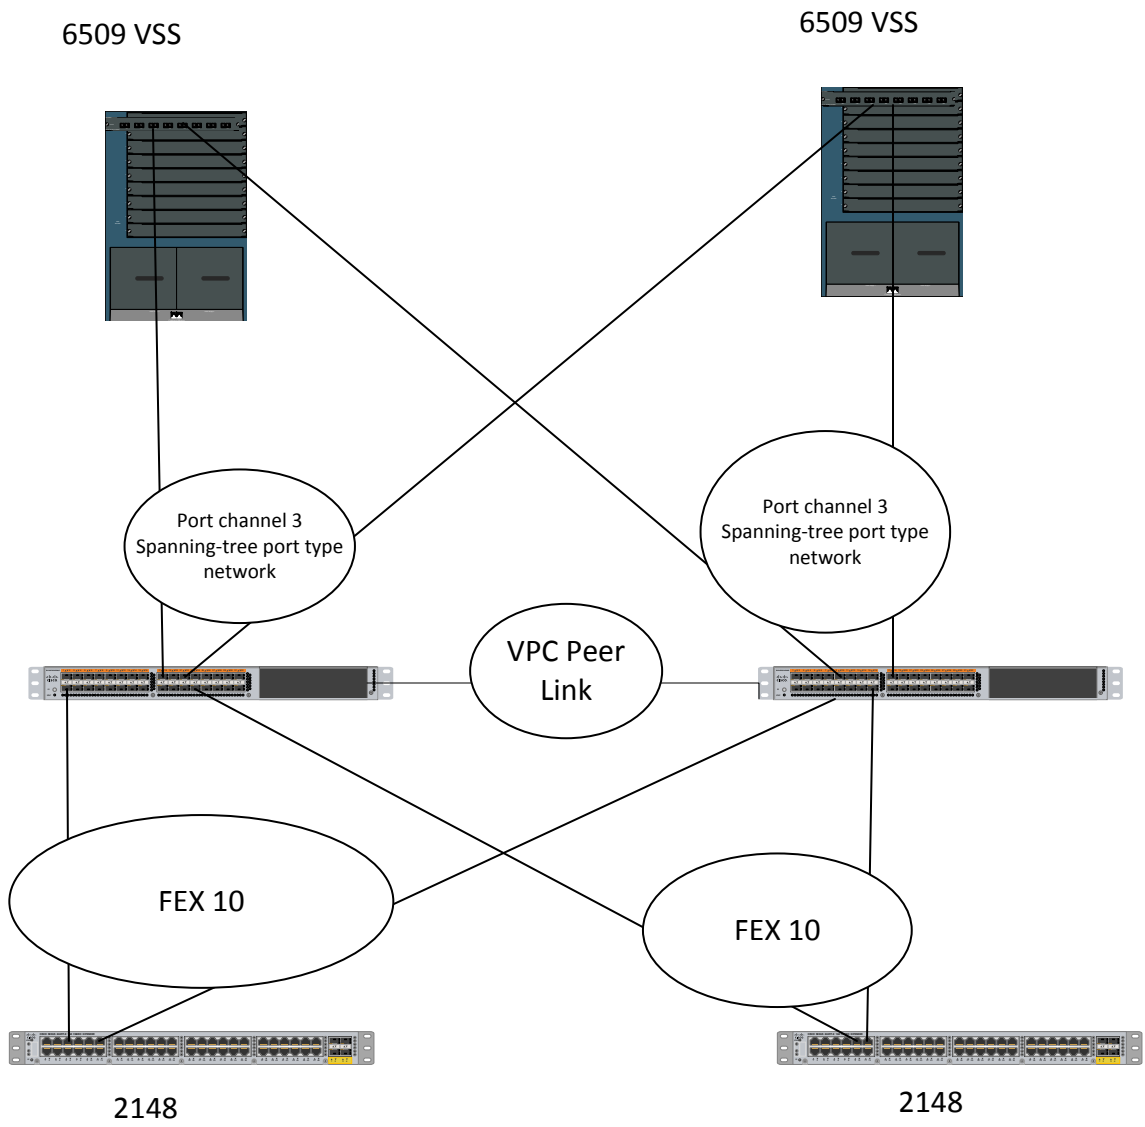 6509 VSS
6509 VSS
Port channel 3
Spanning-tree port type
network
Port channel 3
Spanning-tree port type
network
VPC Peer
Link
FEX 10
FEX 10
2148
2148